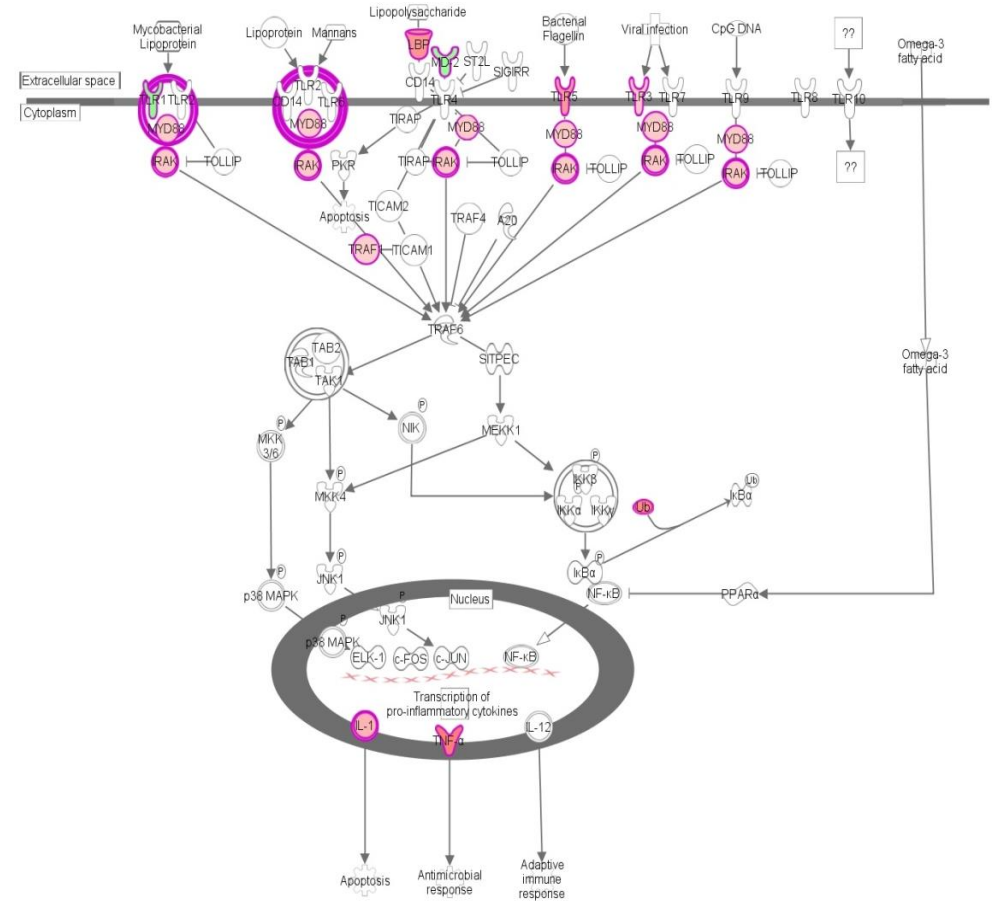 Lipopolysaccharide
Mycobacterial
Lipoprotein
Lipoprotein
Mannans
Bacterial
Flagellin
Viral infection
CpG DNA
??
Omega-3
fatty acid
LBP
MD-2
ST2L
SIGIRR
CD14
Extracellular space
Cytoplasm
TLR1
TLR2
TLR2
CD14
TLR6
TLR4
TLR5
TLR3
TLR7
TLR9
TLR8
TLR10
MYD88
MYD88
TIRAP
MYD88
MYD88
MYD88
MYD88
IRAK
TOLLIP
IRAK
PKR
TIRAP
IRAK
TOLLIP
IRAK
TOLLIP
IRAK
TOLLIP
IRAK
TOLLIP
??
Apoptosis
TICAM2
TRAF4
A20
TRAF1
TICAM1
TRAF6
TAB2
TAB1
TAK1
SITPEC
Omega-3
fatty acid
P
NIK
P
MKK
3/6
MEKK1
P
IKKβ
P
IKKα
IKKγ
P
MKK4
Ub
Ub
IκBα
P
JNK1
P
IκBα
P
p38 MAPK
NF-κB
PPARα
Nucleus
P
JNK1
P
p38 MAPK
ELK-1
c-FOS
c-JUN
NF-κB
Transcription of
pro-inflammatory cytokines
IL-1
TNF-α
IL-12
Apoptosis
Antimicrobial
response
Adaptive
immune
response